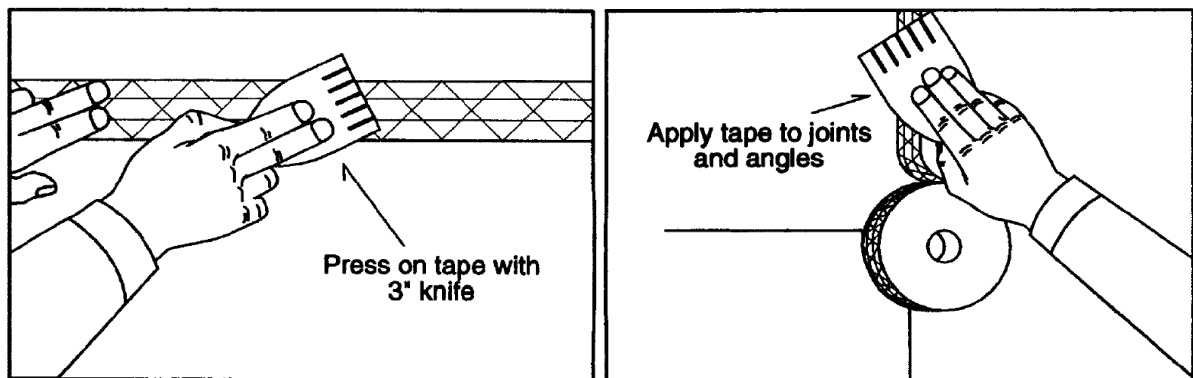 Press on tape with
3" knife
Apply tape to joints
and angles